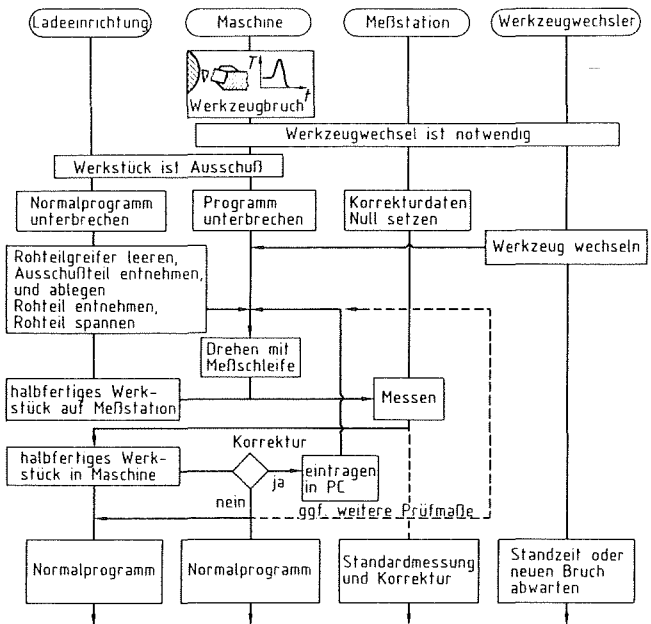 Ladeeinrichtung
Maschine
Meßstation
Werkzeugwechsler
T
t
Werkzeugbruch
Werkzeugwechsel ist notwendig
Werkstück ist Ausschuß
Normalprogramm
unterbrechen
Programm
unterbrechen
Korrekturdaten
Null setzen
Werkzeug wechseln
Rohteilgreifer leeren,
Ausschußteil entnehmen,
und ablegen
Rohteil entnehmen,
Rohteil spannen
Drehen mit
Meßschleife
halbfertiges Werk-
stück auf Meßstation
Messen
halbfertiges Werk-
stück in Maschine
Korrektur
ja
nein
eintragen
in PC
ggf. weitere Prüfmaße
Normalprogramm
Normalprogramm
Standardmessung
und Korrektur
Standzeit oder
neuen Bruch
abwarten